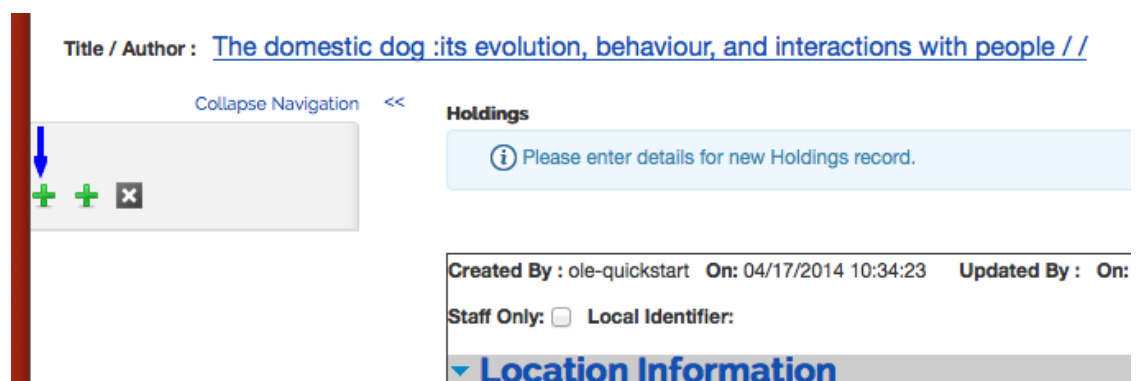 Title / Author : The domestic dog :its evolution, behaviour, and interactions with people / /
Collapse Navigation <<
Holdings
Please enter details for new Holdings record.
Created By : ole-quickstart On: 04/17/2014 10:34:23 Updated By : On:
Staff Only: Local Identifier:
Location Information